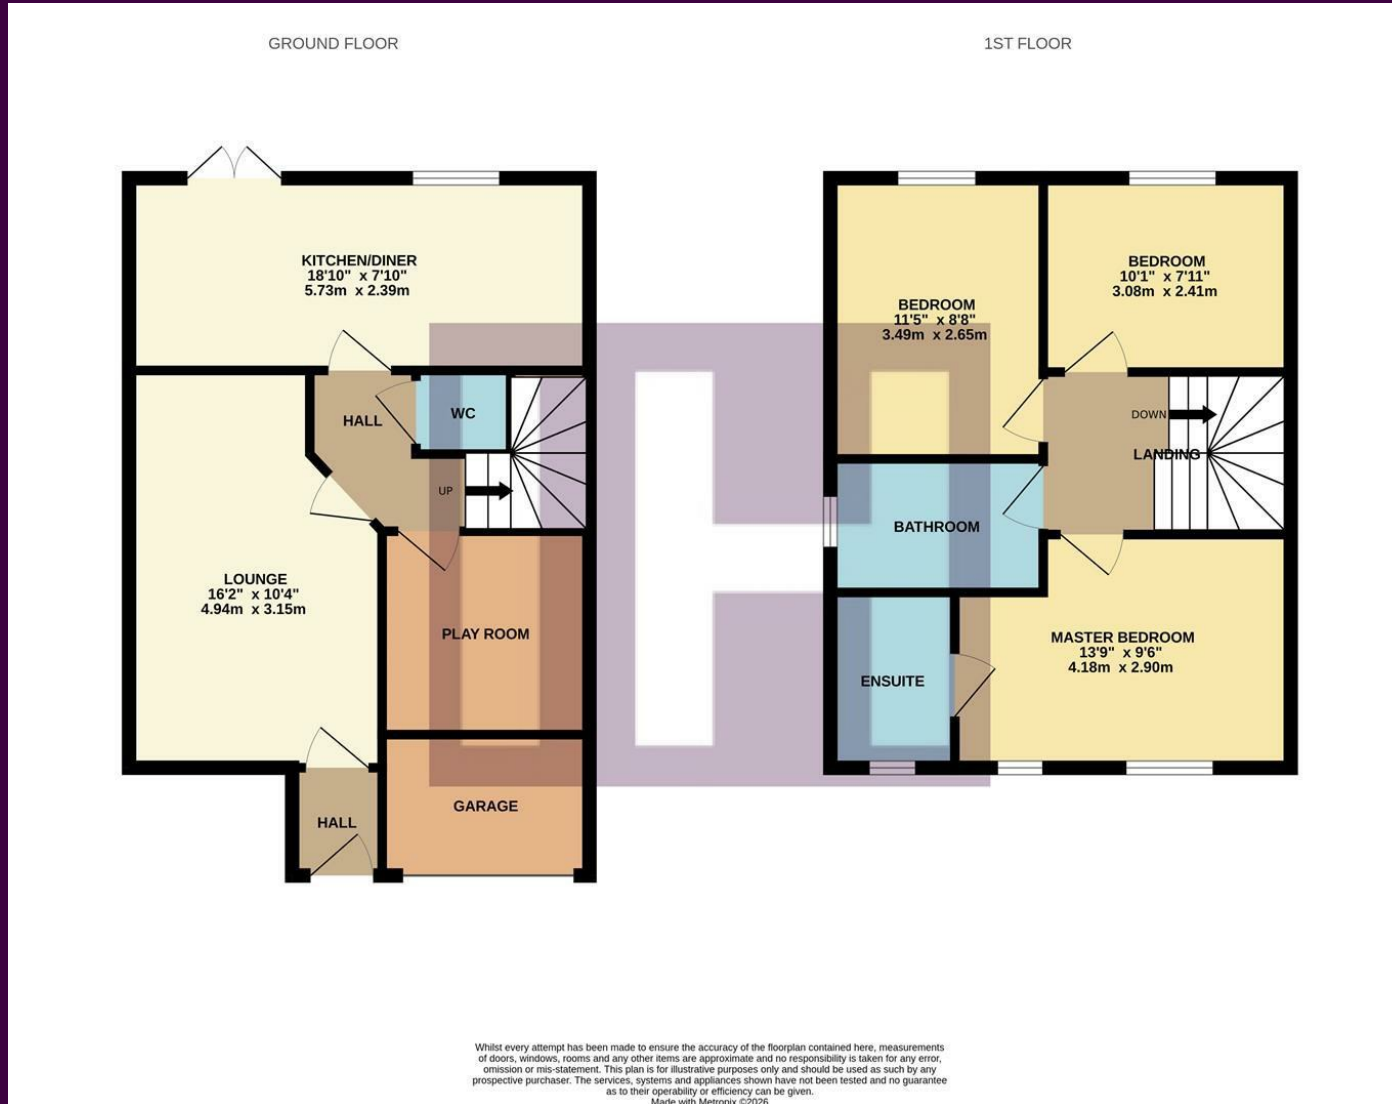 GROUND FLOOR
1ST FLOOR
KITCHEN/DINER
18'10" x 7'10"
5.73m x 2.39m
HALL
WC
UP
LOUNGE
16'2" x 10'4"
4.94m x 3.15m
PLAY ROOM
HALL
GARAGE
BEDROOM
11'5" x 8'8"
3.49m x 2.65m
BEDROOM
10'1" x 7'11"
3.08m x 2.41m
DOWN
LANDING
BATHROOM
ENSUITE
MASTER BEDROOM
13'9" x 9'6"
4.18m x 2.90m
Whilst every attempt has been made to ensure the accuracy of the floorplan contained here, measurements
of doors, windows, rooms and any other items are approximate and no responsibility is taken for any error,
omission or mis-statement. This plan is for illustrative purposes only and should be used as such by any
prospective purchaser. The services, systems and appliances shown have not been tested and no guarantee
as to their operability or efficiency can be given.
Made with Metropix ©2026